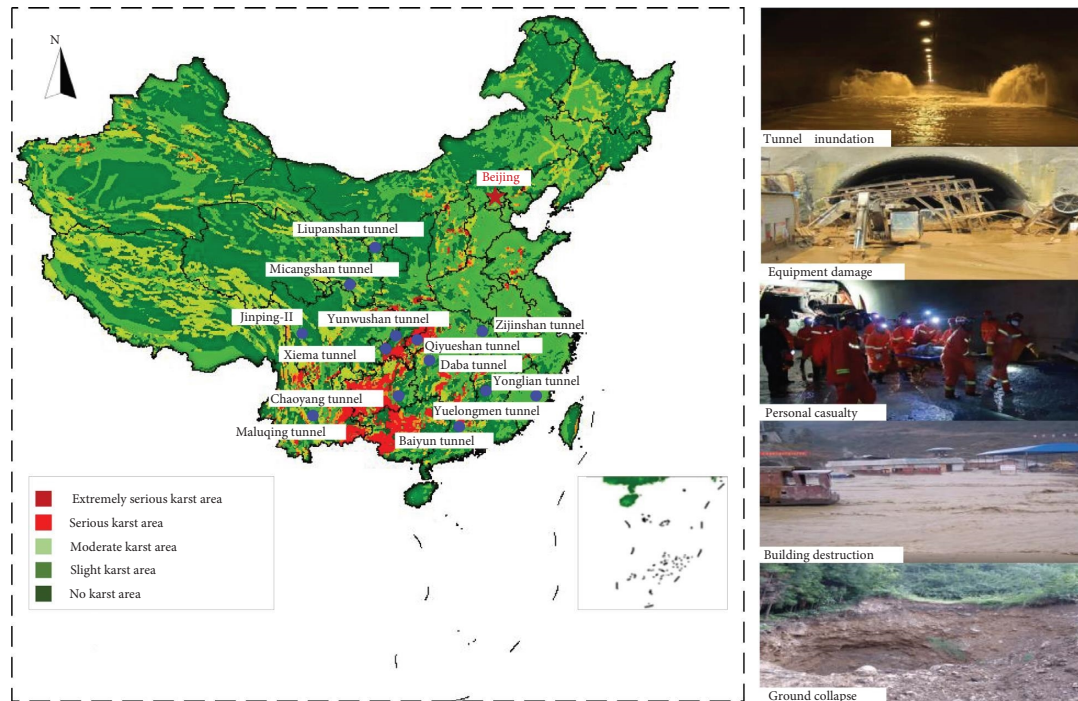 N
Beijing
Liupanshan tunnel
Micangshan tunnel
Jinping-II
Yunwushan tunnel
Zijinshan tunnel
Qiyueshan tunnel
Xiema tunnel
Daba tunnel
Yonglian tunnel
Chaoyang tunnel
Yuelongmen tunnel
Maluqing tunnel
Baiyun tunnel
Extremely serious karst area
Serious karst area
Moderate karst area
Slight karst area
No karst area
Tunnel inundation
Equipment damage
Personal casualty
Building destruction
Ground collapse